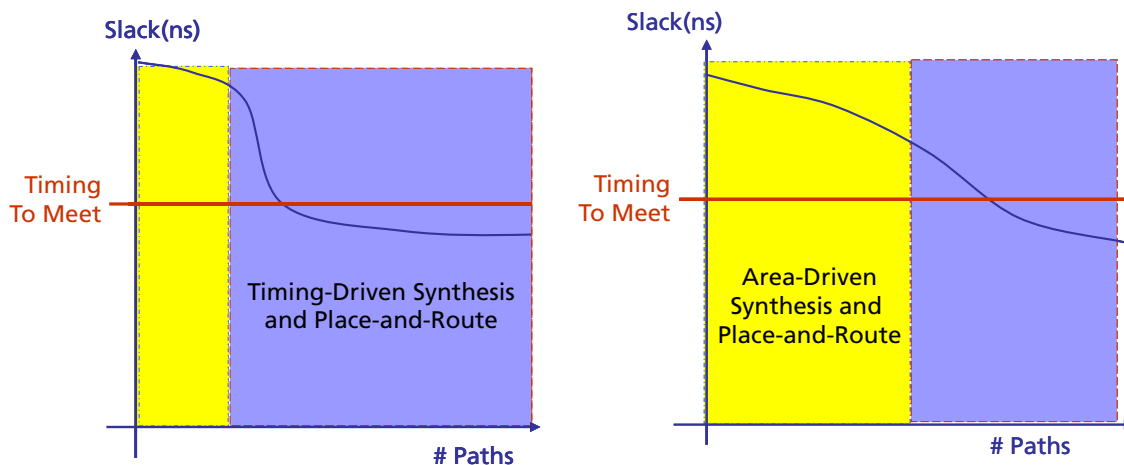 Slack(ns)
Timing
To Meet
Timing-Driven Synthesis
and Place-and-Route
# Paths
Slack(ns)
Timing
To Meet
Area-Driven
Synthesis and
Place-and-Route
# Paths